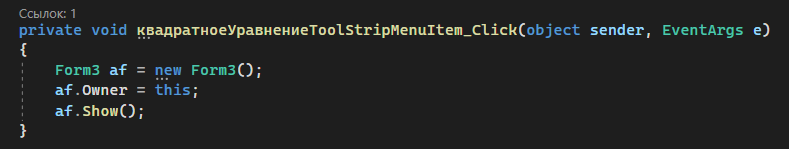 Ссылок: 1
private void квадратноеУравнениеToolStripMenuItem_Click(object sender, EventArgs e)
{
    Form3 af = new Form3();
    af.Owner = this;
    af.Show();
}